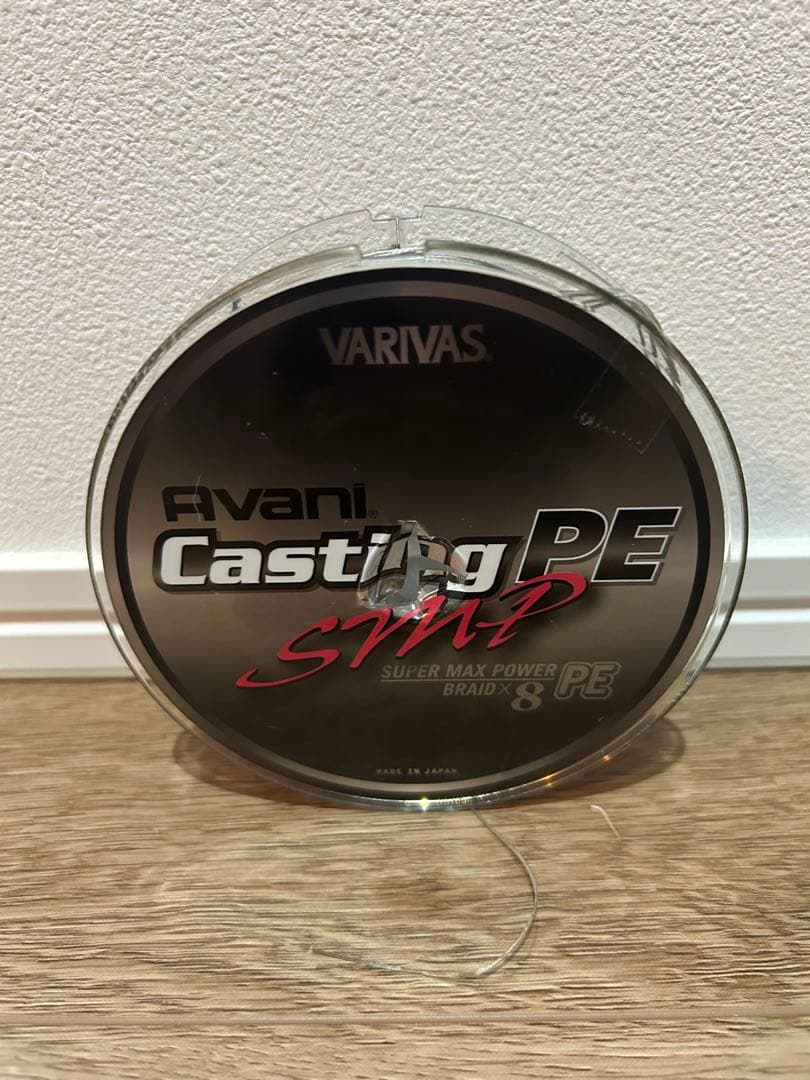 VARIVAS®
Avani®
Casting PE
SMP
SUPER MAX POWER
BRAID×8 PE
MADE IN JAPAN